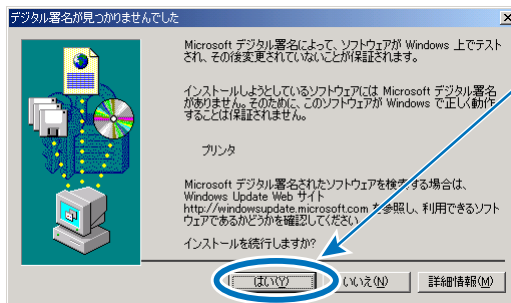 デジタル署名が見つかりませんでした
Microsoft デジタル署名によって、ソフトウェアが Windows 上でテスト
され、その後変更されていないことが保証されます。
インストールしようとしているソフトウェアには Microsoft デジタル署名
がありません。そのために、このソフトウェアが Windows で正しく動作
することは保証されません。
プリンタ
Microsoft デジタル署名されたソフトウェアを検索する場合は、
Windows Update Web サイト
http://windowsupdate.microsoft.com を参照し、利用できるソフト
ウェアであるかどうかを確認してください
インストールを続行しますか?
はい(Y) いいえ(N) 詳細情報(M)